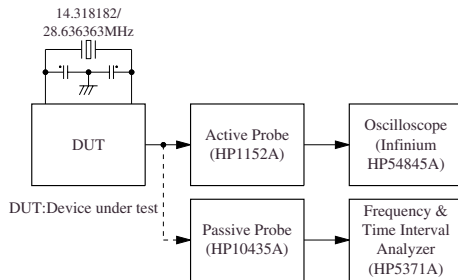 14.318182/
28.636363MHz
DUT
Active Probe
(HP1152A)
Oscilloscope
(Infinium
HP54845A)
DUT:Device under test
Passive Probe
(HP10435A)
Frequency &
Time Interval
Analyzer
(HP5371A)